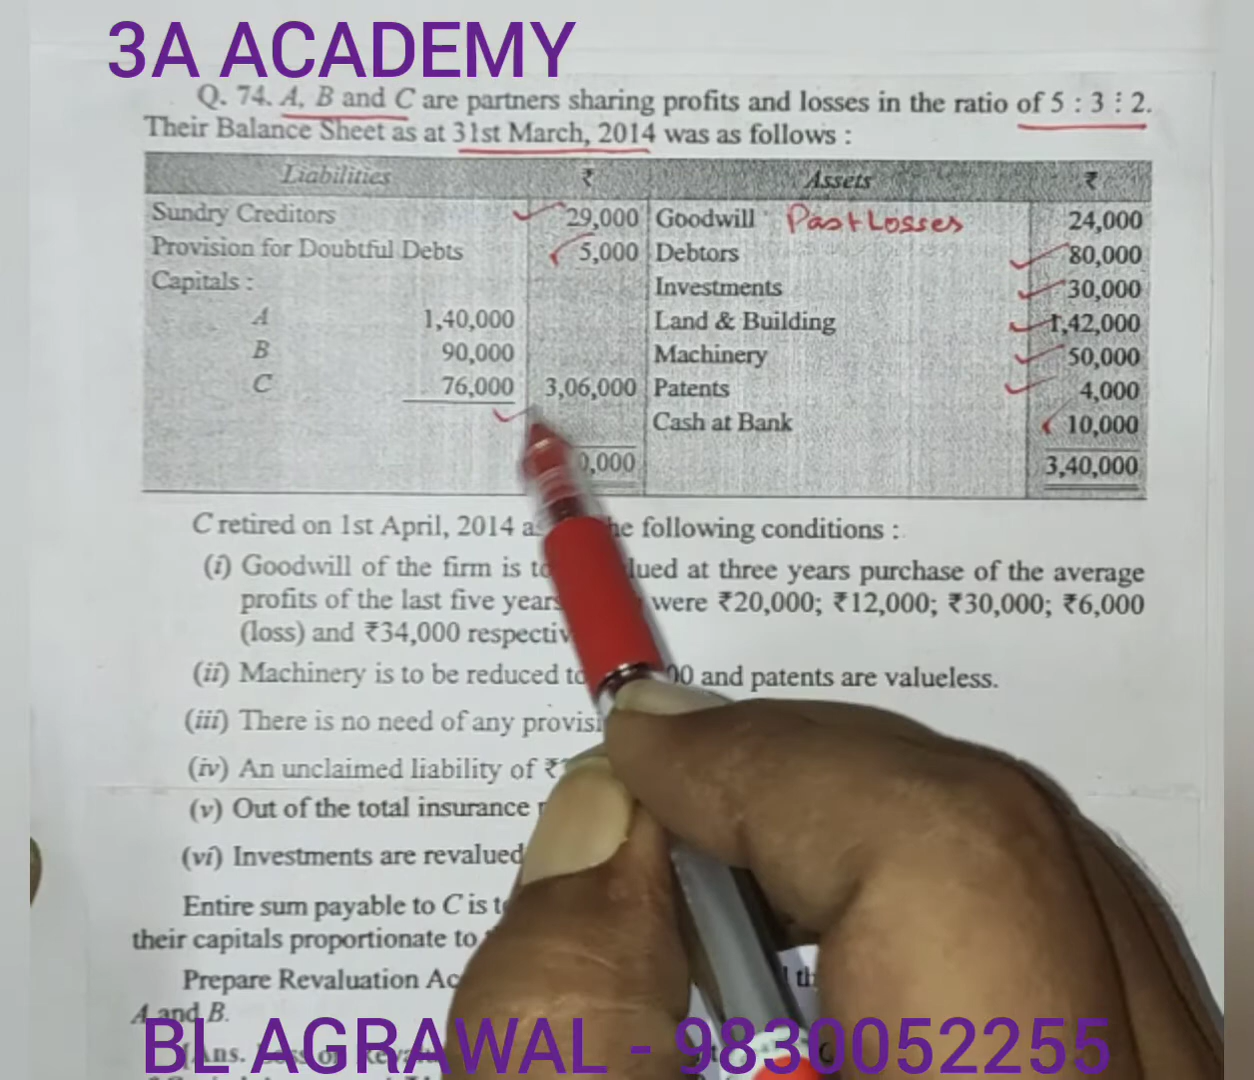 3A ACADEMY
Q. 74. A, B and C are partners sharing profits and losses in the ratio of 5 : 3 : 2.
Their Balance Sheet as at 31st March, 2014 was as follows :
Liabilities ₹ Assets ₹
Sundry Creditors 29,000 Goodwill Past Losses 24,000
Provision for Doubtful Debts 5,000 Debtors 80,000
Capitals : Investments 30,000
A 1,40,000 Land & Building 1,42,000
B 90,000 Machinery 50,000
C 76,000 3,06,000 Patents 4,000
Cash at Bank 10,000
0,000 3,40,000
C retired on 1st April, 2014 following conditions :
(i) Goodwill of the firm is at three years purchase of the average
profits of the last five were ₹20,000; ₹12,000; ₹30,000; ₹6,000
(loss) and ₹34,000
(ii) Machinery is to be reduced and patents are valueless.
(iii) There is no need of any
(iv) An unclaimed liability of
(v) Out of the total insurance
(vi) Investments are revalued
Entire sum payable to C is
their capitals proportionate to
Prepare Revaluation
A and B.
BL AGRAWAL - 9830052255